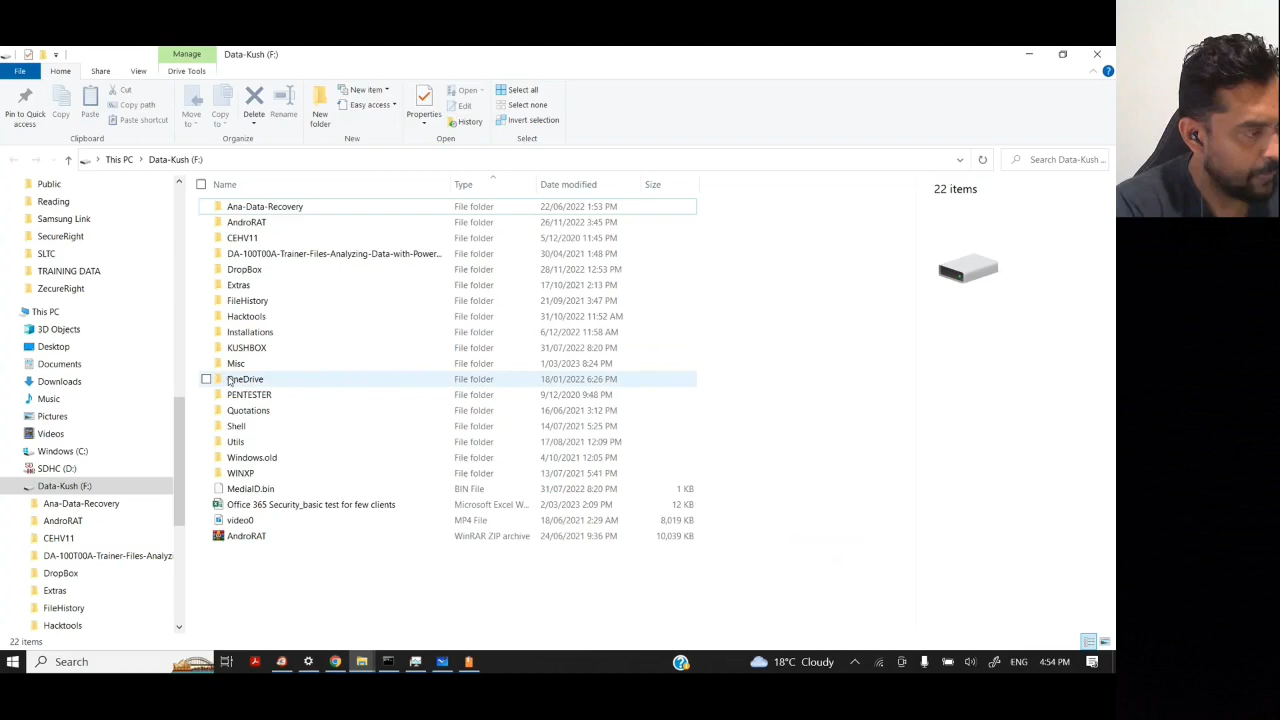 Manage
Data-Kush (F:)
File
Home
Share
View
Drive Tools
Pin to Quick access
Copy
Paste
Cut
Copy path
Paste shortcut
Clipboard
Move to
Copy to
Delete
Rename
Organize
New folder
New item
Easy access
New
Properties
Open
Edit
History
Open
Select all
Select none
Invert selection
Select
This PC
Data-Kush (F:)
Search Data-Kush ...
Public
Reading
Samsung Link
SecureRight
SLTC
TRAINING DATA
ZecureRight
This PC
3D Objects
Desktop
Documents
Downloads
Music
Pictures
Videos
Windows (C:)
SDHC (D:)
Data-Kush (F:)
Ana-Data-Recovery
AndroRAT
CEHV11
DA-100T00A-Trainer-Files-Analyz
DropBox
Extras
FileHistory
Hacktools
Name Type Date modified Size
Ana-Data-Recovery File folder 22/06/2022 1:53 PM
AndroRAT File folder 26/11/2022 3:45 PM
CEHV11 File folder 5/12/2020 11:45 PM
DA-100T00A-Trainer-Files-Analyzing-Data-with-Power... File folder 30/04/2021 1:48 PM
DropBox File folder 28/11/2022 12:53 PM
Extras File folder 17/10/2021 2:13 PM
FileHistory File folder 21/09/2021 3:47 PM
Hacktools File folder 31/10/2022 11:52 AM
Installations File folder 6/12/2022 11:58 AM
KUSHBOX File folder 31/07/2022 8:20 PM
Misc File folder 1/03/2023 8:24 PM
OneDrive File folder 18/01/2022 6:26 PM
PENTESTER File folder 9/12/2020 9:48 PM
Quotations File folder 16/06/2021 3:12 PM
Shell File folder 14/07/2021 5:25 PM
Utils File folder 17/08/2021 12:09 PM
Windows.old File folder 4/10/2021 12:05 PM
WINXP File folder 13/07/2021 5:41 PM
MediaID.bin BIN File 31/07/2022 8:20 PM 1 KB
Office 365 Security_basic test for few clients Microsoft Excel W... 2/03/2023 2:09 PM 12 KB
video0 MP4 File 18/06/2021 2:29 AM 8,019 KB
AndroRAT WinRAR ZIP archive 24/06/2021 9:36 PM 10,039 KB
22 items
22 items
Search
18°C Cloudy
ENG
4:54 PM